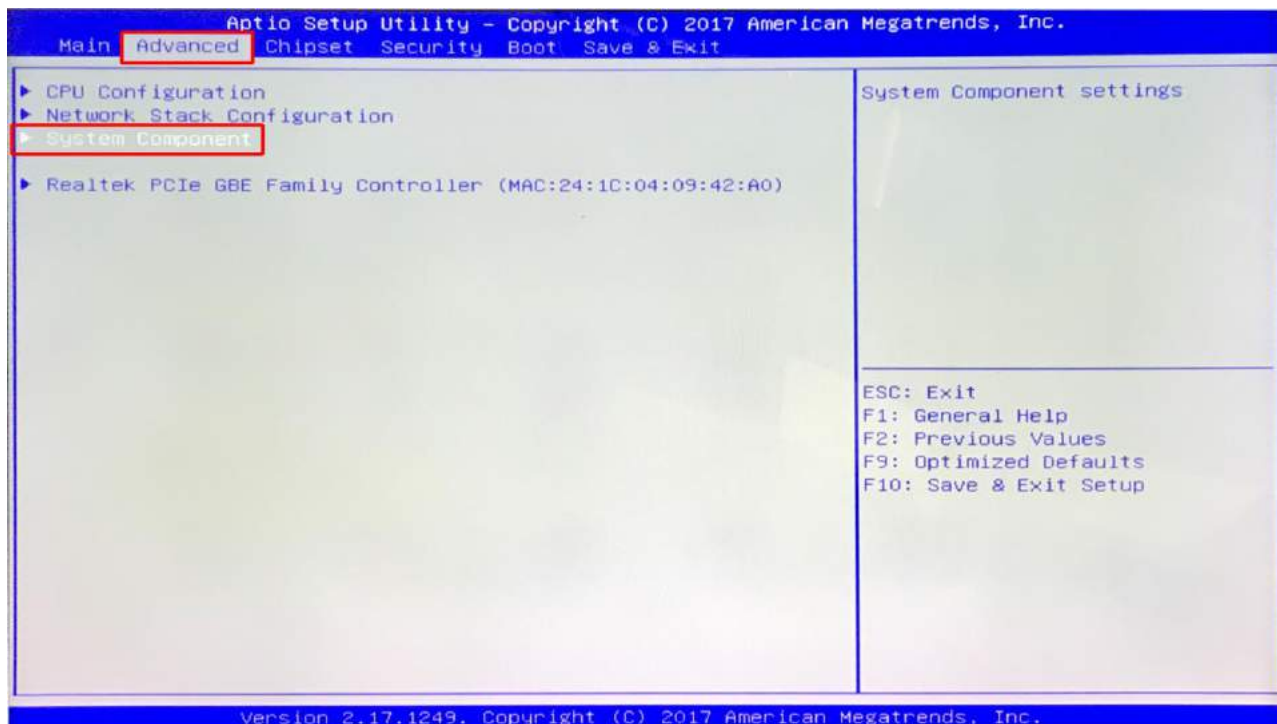 Aptio Setup Utility - Copyright (C) 2017 American Megatrends, Inc.
Main Advanced Chipset Security Boot Save & Exit
CPU Configuration
Network Stack Configuration
System Component
Realtek PCIe GBE Family Controller (MAC:24:1C:04:09:42:A0)
System Component settings
ESC: Exit
F1: General Help
F2: Previous Values
F9: Optimized Defaults
F10: Save & Exit Setup
Version 2.17.1249. Copyright (C) 2017 American Megatrends, Inc.